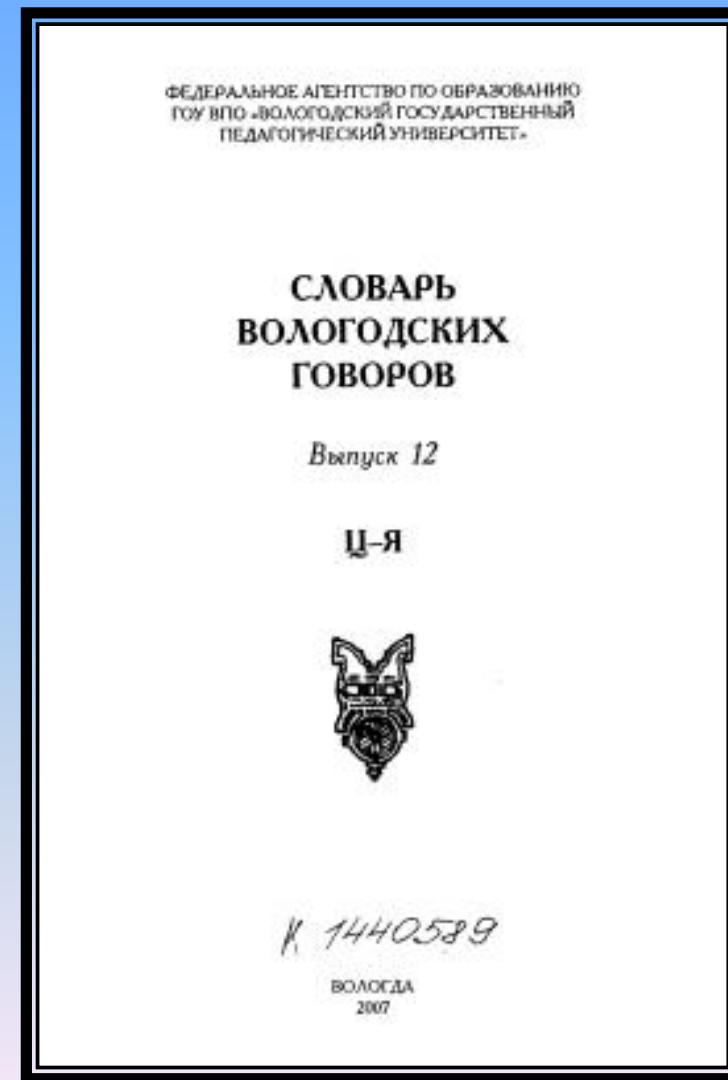 ФЕДЕРАЛЬНОЕ АГЕНТСТВО ПО ОБРАЗОВАНИЮ
ГОУ ВПО «ВОЛОГОДСКИЙ ГОСУДАРСТВЕННЫЙ
ПЕДАГОГИЧЕСКИЙ УНИВЕРСИТЕТ»
СЛОВАРЬ
ВОЛОГОДСКИХ
ГОВОРОВ
Выпуск 12
Ц–Я
К 1440589
ВОЛОГДА
2007